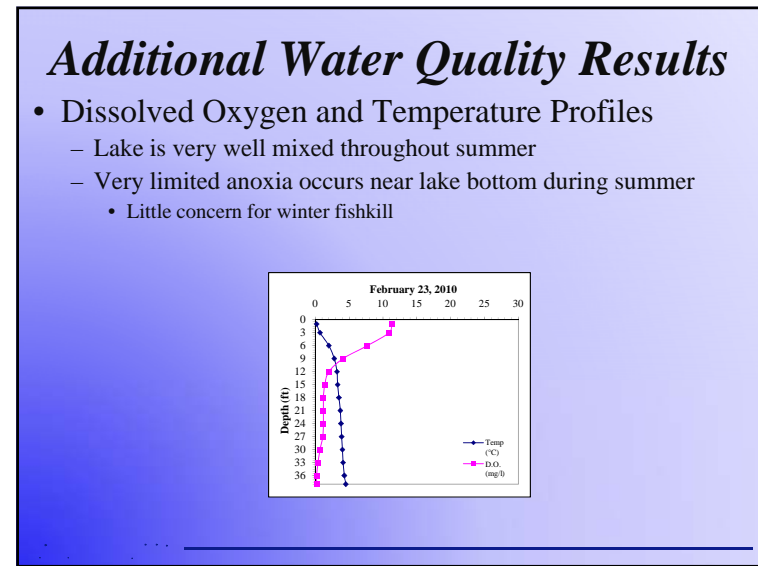 Additional Water Quality Results
• Dissolved Oxygen and Temperature Profiles
– Lake is very well mixed throughout summer
– Very limited anoxia occurs near lake bottom during summer
• Little concern for winter fishkill
February 23, 2010
0 5 10 15 20 25 30
0
3
6
9
12
15
18
21
24
27
30
33
36
Depth (ft)
Temp
(°C)
D.O.
(mg/l)